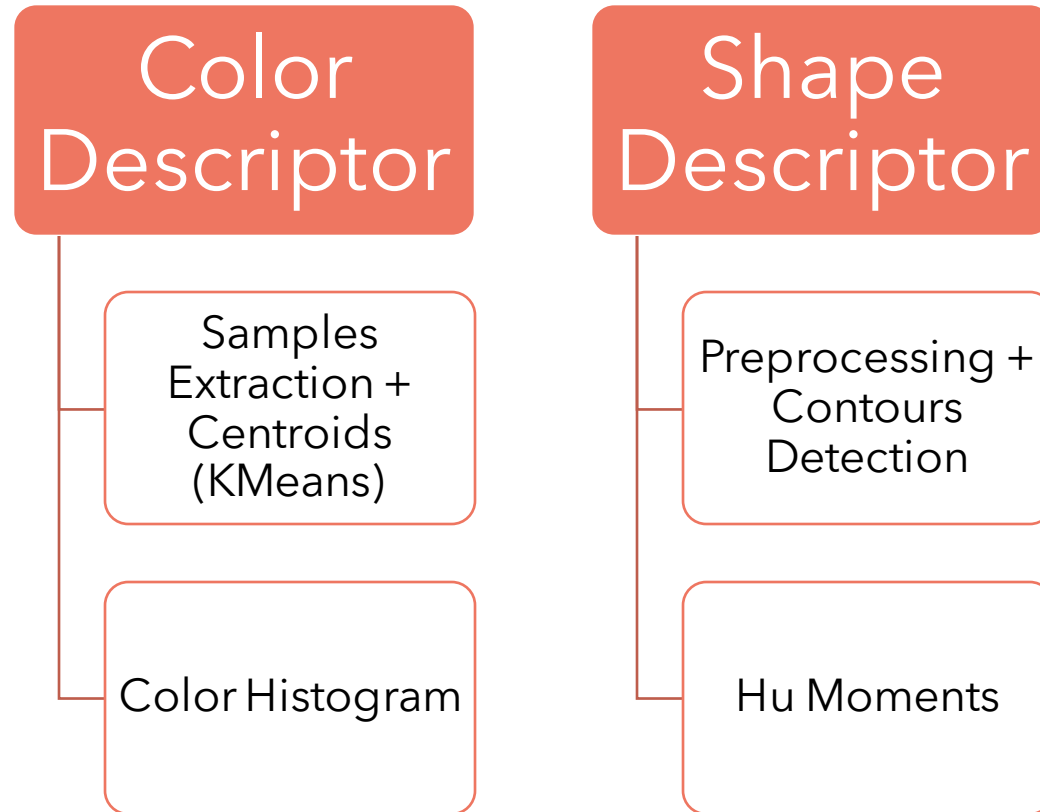 Color
Descriptor
Samples
Extraction +
Centroids
(KMeans)
Color Histogram
Shape
Descriptor
Preprocessing +
Contours
Detection
Hu Moments